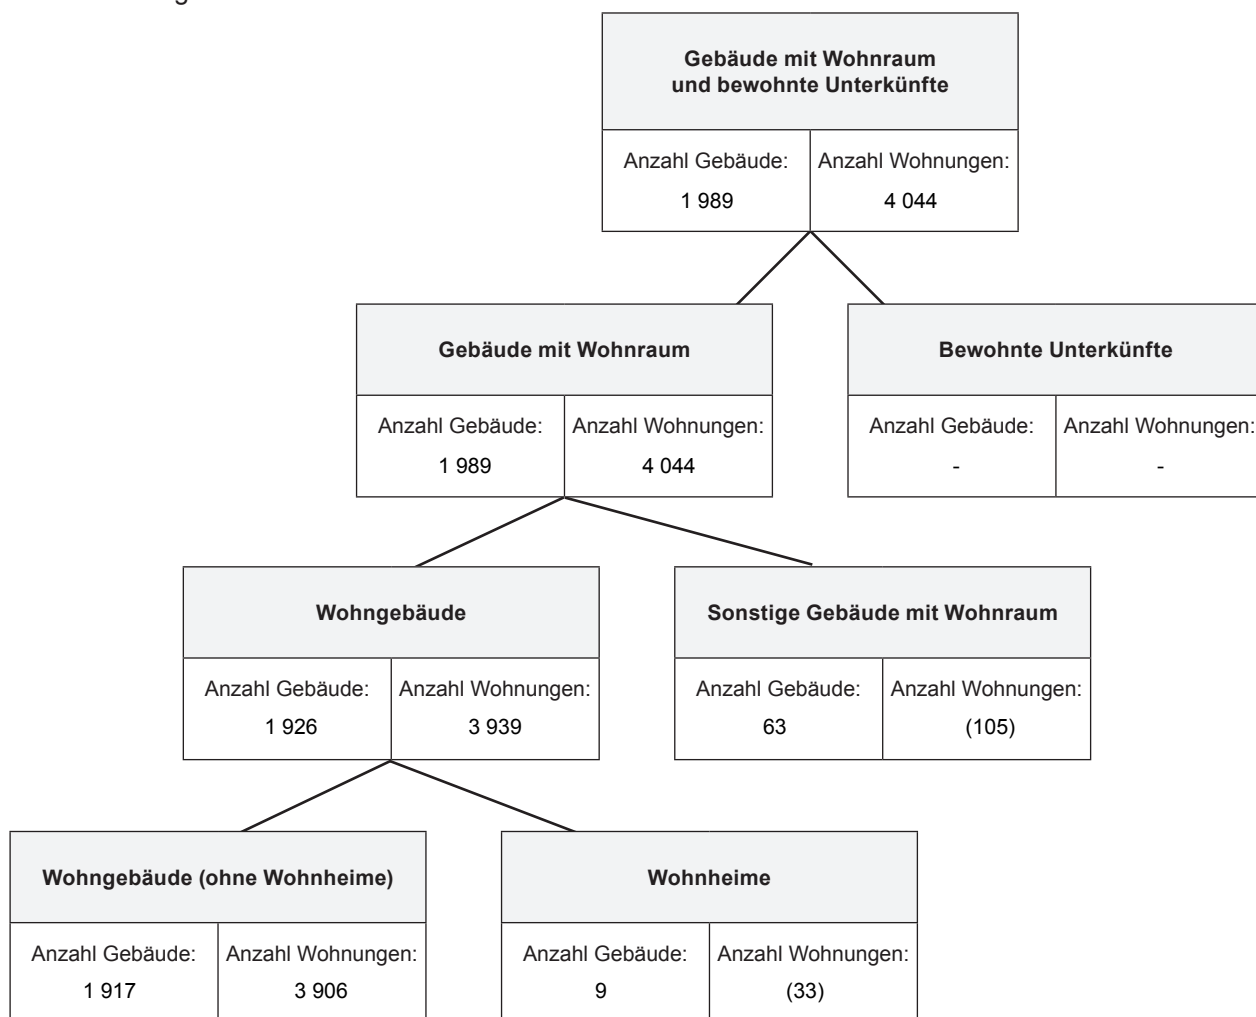 Gebäude mit Wohnraum
und bewohnte Unterkünfte
Anzahl Gebäude: Anzahl Wohnungen:
1 989 4 044
Gebäude mit Wohnraum
Anzahl Gebäude: Anzahl Wohnungen:
1 989 4 044
Bewohnte Unterkünfte
Anzahl Gebäude: Anzahl Wohnungen:
- -
Wohngebäude
Anzahl Gebäude: Anzahl Wohnungen:
1 926 3 939
Sonstige Gebäude mit Wohnraum
Anzahl Gebäude: Anzahl Wohnungen:
63 (105)
Wohngebäude (ohne Wohnheime)
Anzahl Gebäude: Anzahl Wohnungen:
1 917 3 906
Wohnheime
Anzahl Gebäude: Anzahl Wohnungen:
9 (33)